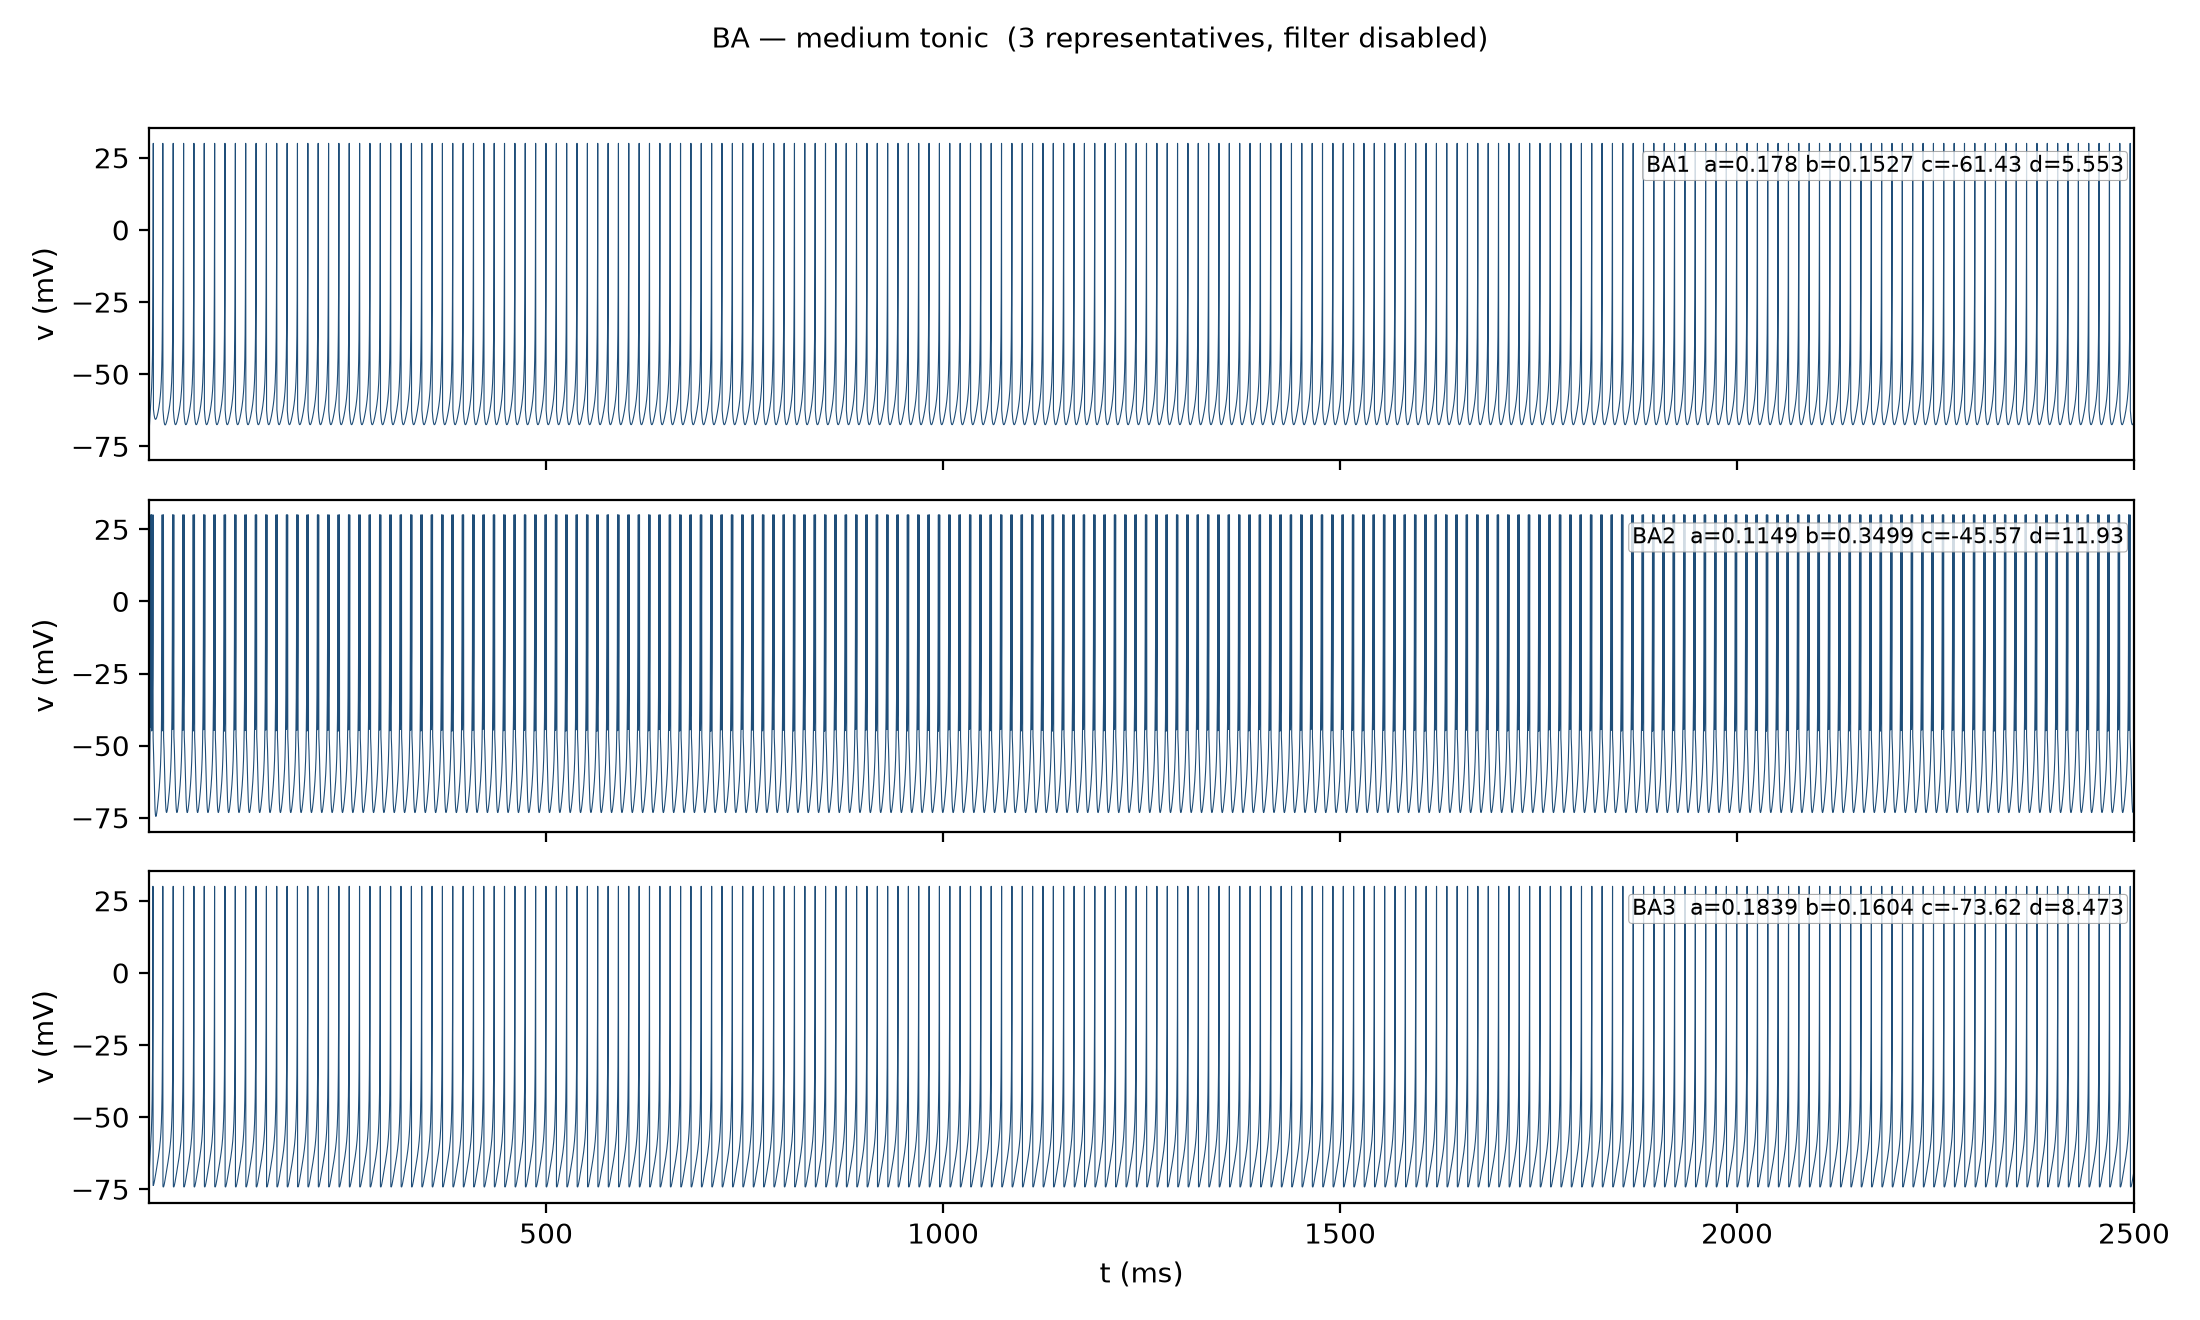 BA — medium tonic  (3 representatives, filter disabled)
25
0
−25
−50
−75
v (mV)
BA1  a=0.178 b=0.1527 c=-61.43 d=5.553
25
0
−25
−50
−75
v (mV)
BA2  a=0.1149 b=0.3499 c=-45.57 d=11.93
25
0
−25
−50
−75
v (mV)
BA3  a=0.1839 b=0.1604 c=-73.62 d=8.473
500 1000 1500 2000 2500
t (ms)